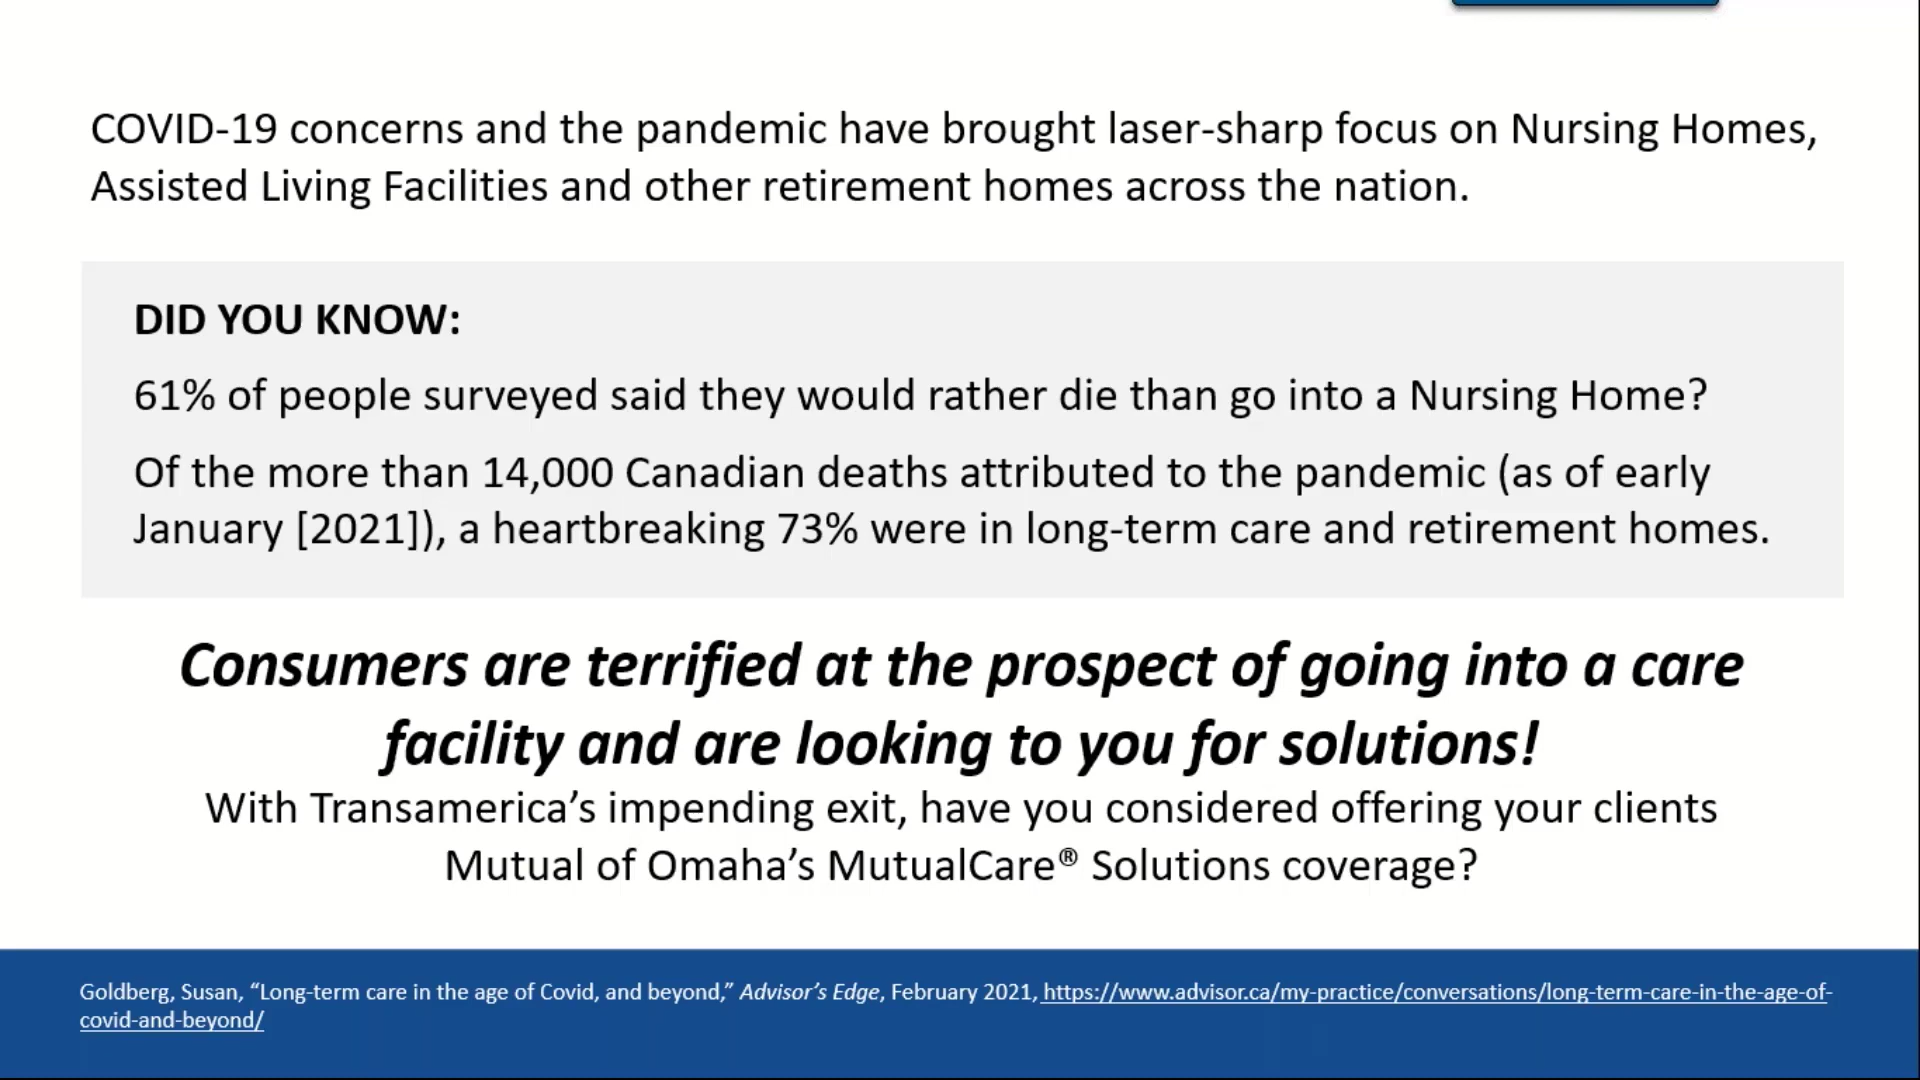 COVID-19 concerns and the pandemic have brought laser-sharp focus on Nursing Homes,
Assisted Living Facilities and other retirement homes across the nation.
DID YOU KNOW:
61% of people surveyed said they would rather die than go into a Nursing Home?
Of the more than 14,000 Canadian deaths attributed to the pandemic (as of early
January [2021]), a heartbreaking 73% were in long-term care and retirement homes.
Consumers are terrified at the prospect of going into a care
facility and are looking to you for solutions!
With Transamerica’s impending exit, have you considered offering your clients
Mutual of Omaha’s MutualCare® Solutions coverage?
Goldberg, Susan, “Long-term care in the age of Covid, and beyond,” Advisor’s Edge, February 2021, https://www.advisor.ca/my-practice/conversations/long-term-care-in-the-age-of-
covid-and-beyond/